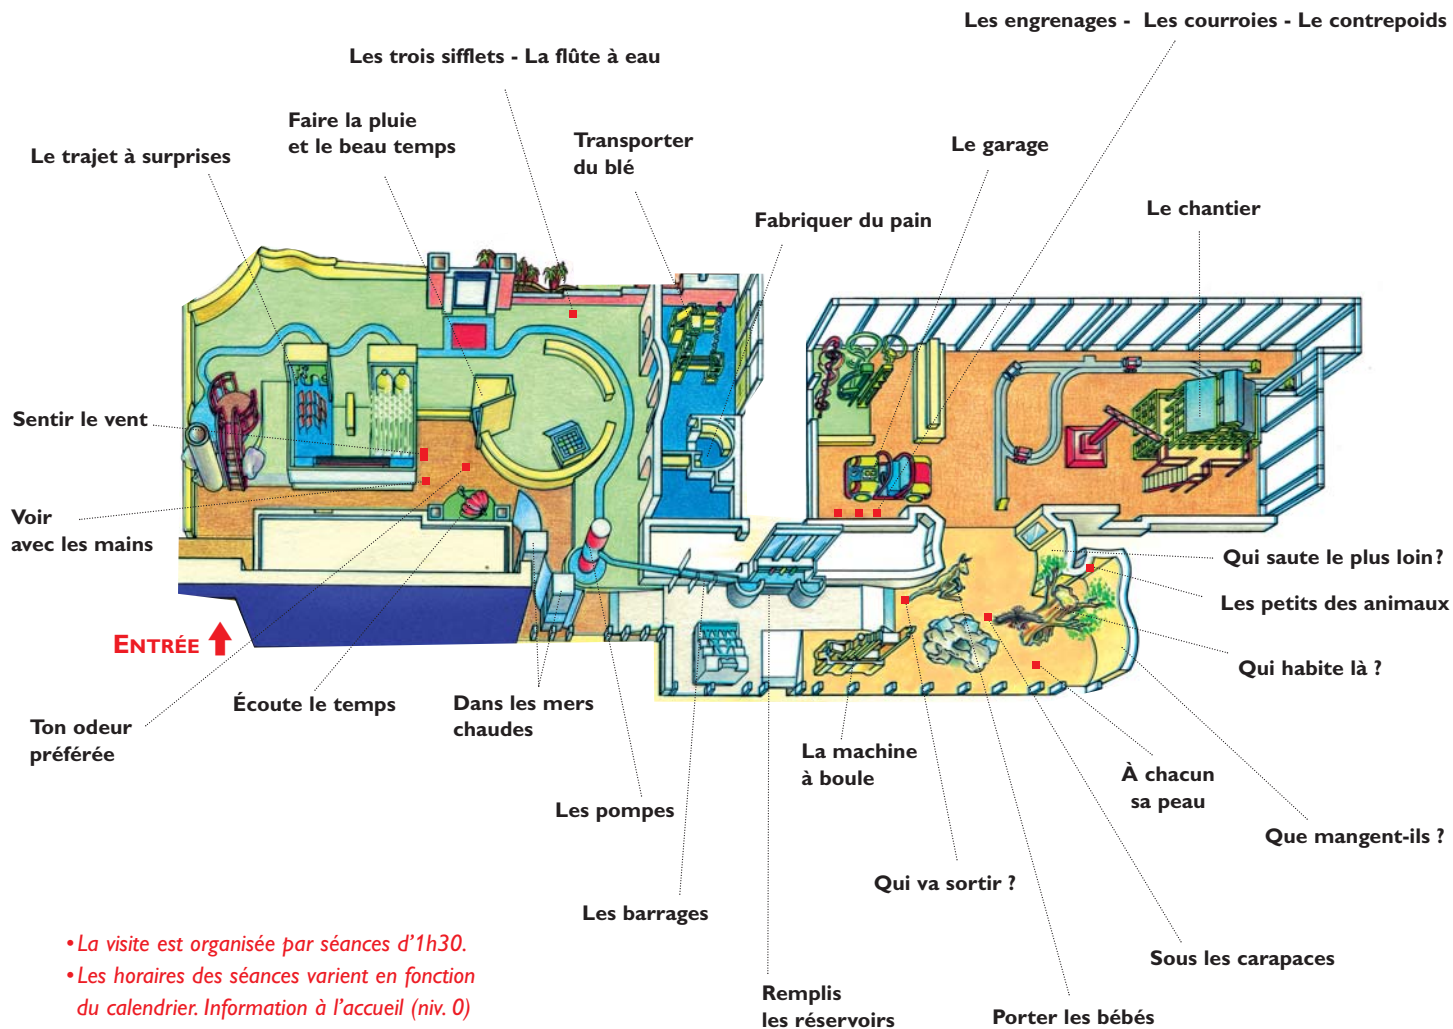 Les engrenages - Les courroies - Le contrepoids
Les trois sifflets - La flûte à eau
Faire la pluie
et le beau temps
Transporter
du blé
Le garage
Le trajet à surprises
Le chantier
Fabriquer du pain
Sentir le vent
Voir
avec les mains
Qui saute le plus loin ?
Les petits des animaux
ENTRÉE
Qui habite là ?
Écoute le temps
Dans les mers
chaudes
Ton odeur
préférée
La machine
à boule
À chacun
sa peau
Les pompes
Que mangent-ils ?
Qui va sortir ?
Les barrages
• La visite est organisée par séances d'1h30.
• Les horaires des séances varient en fonction
du calendrier. Information à l'accueil (niv. 0)
Sous les carapaces
Remplis
les réservoirs
Porter les bébés